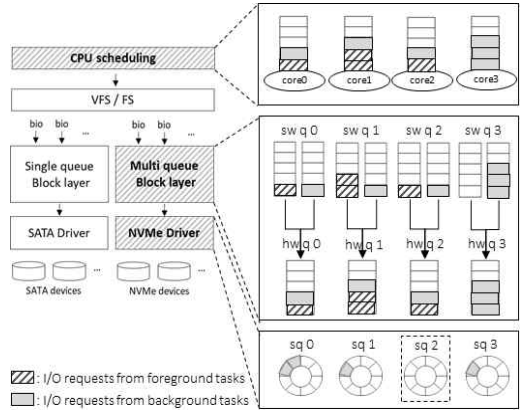 CPU scheduling
VFS / FS
bio bio ... bio bio ...
Single queue
Block layer
Multi queue
Block layer
SATA Driver
NVMe Driver
...
...
SATA devices
NVMe devices
core0 core1 core2 core3
sw q 0 sw q 1 sw q 2 sw q 3
hw q 0 hw q 1 hw q 2 hw q 3
sq 0 sq 1 sq 2 sq 3
: I/O requests from foreground tasks
: I/O requests from background tasks